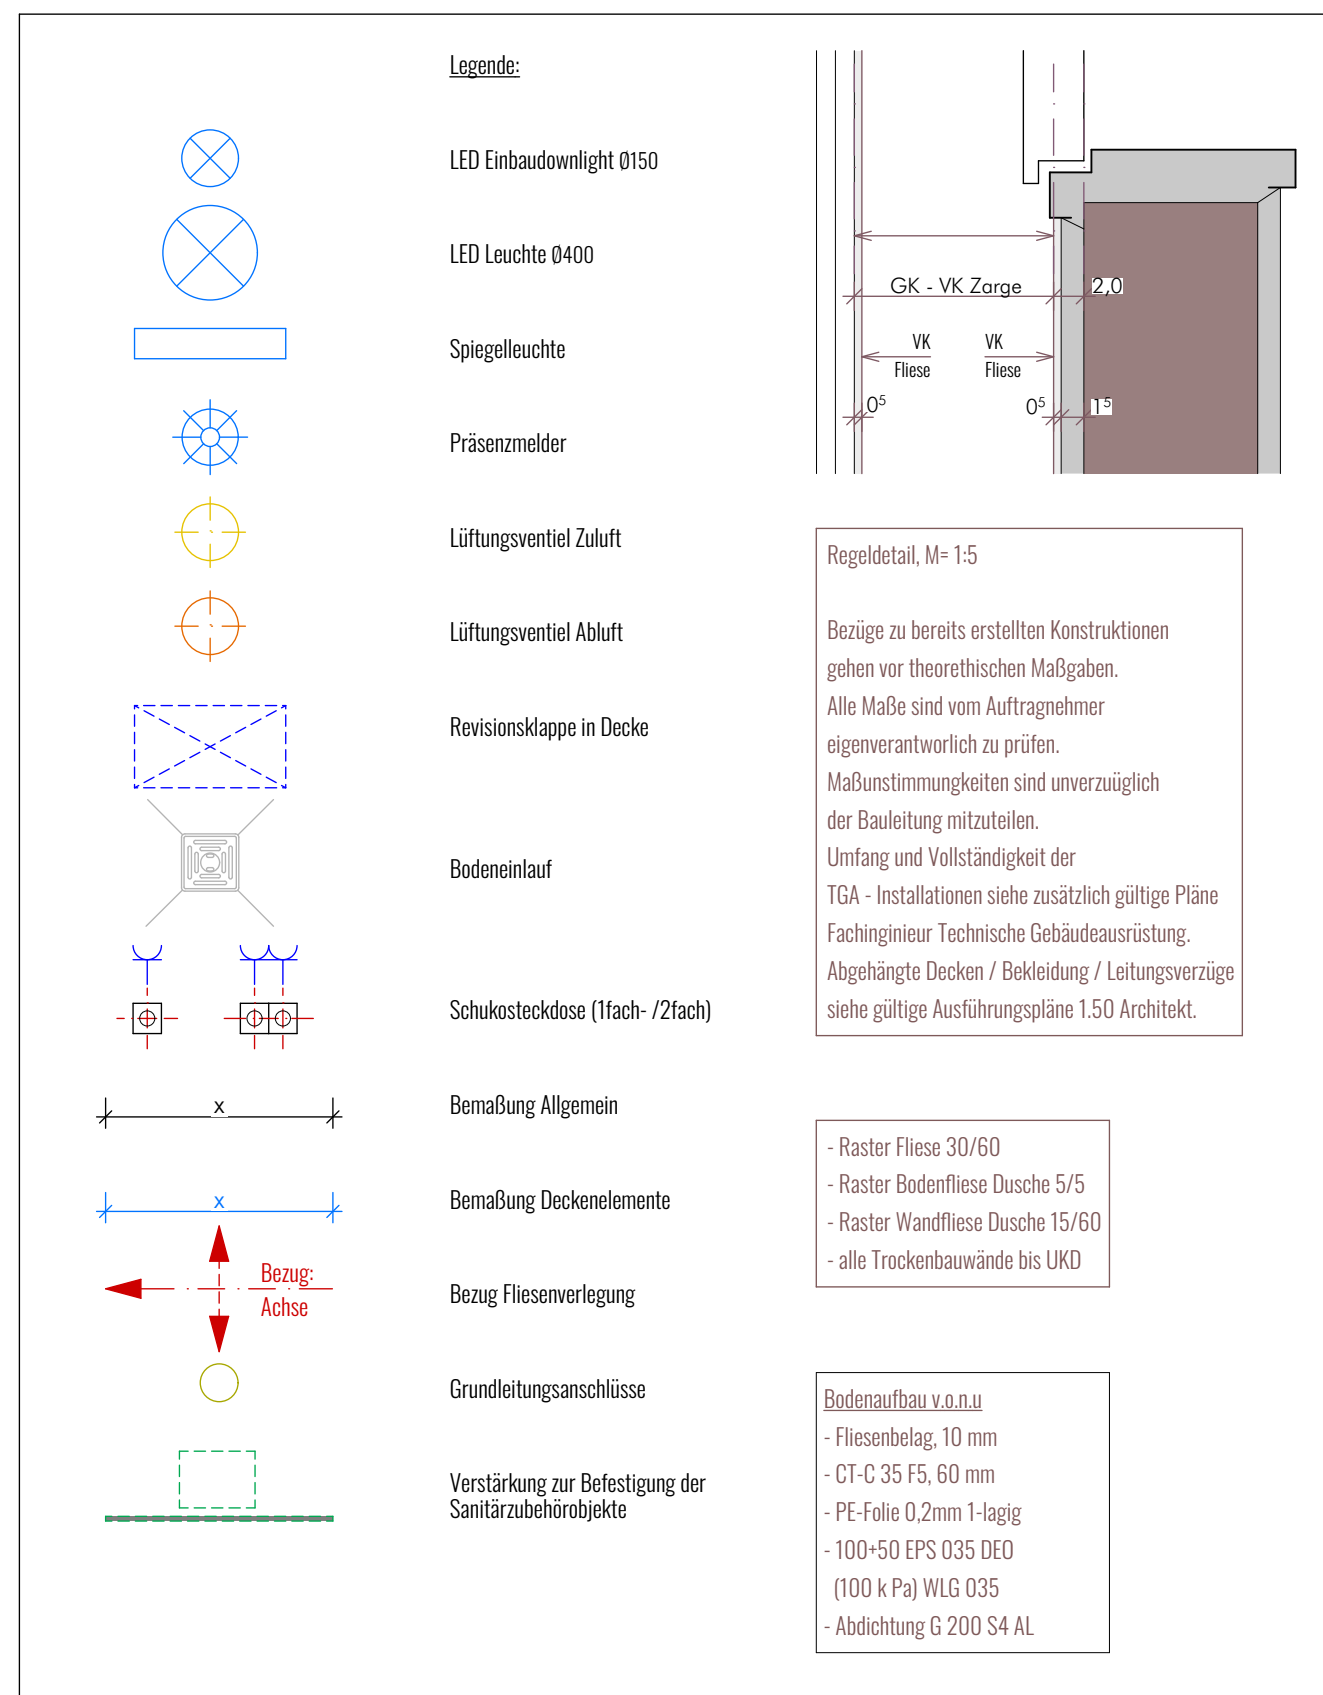 Legende:
LED Einbaudownlight Ø150
LED Leuchte Ø400
Spiegelleuchte
Präsenzmelder
Lüftungsventiel Zuluft
Lüftungsventiel Abluft
Revisionsklappe in Decke
Bodeneinlauf
Schukosteckdose (1fach- /2fach)
x
Bemaßung Allgemein
x
Bemaßung Deckenelemente
Bezug:
Achse
Bezug Fliesenverlegung
Grundleitungsanschlüsse
Verstärkung zur Befestigung der
Sanitärzubehörobjekte
GK - VK Zarge 2,0
VK VK
Fliese Fliese
0⁵ 0⁵ 1⁵
Regeldetail, M= 1:5
Bezüge zu bereits erstellten Konstruktionen
gehen vor theorethischen Maßgaben.
Alle Maße sind vom Auftragnehmer
eigenverantworlich zu prüfen.
Maßunstimmungkeiten sind unverzuüglich
der Bauleitung mitzuteilen.
Umfang und Vollständigkeit der
TGA - Installationen siehe zusätzlich gültige Pläne
Fachinginieur Technische Gebäudeausrüstung.
Abgehängte Decken / Bekleidung / Leitungsverzüge
siehe gültige Ausführungspläne 1.50 Architekt.
- Raster Fliese 30/60
- Raster Bodenfliese Dusche 5/5
- Raster Wandfliese Dusche 15/60
- alle Trockenbauwände bis UKD
Bodenaufbau v.o.n.u
- Fliesenbelag, 10 mm
- CT-C 35 F5, 60 mm
- PE-Folie 0,2mm 1-lagig
- 100+50 EPS 035 DEO
(100 k Pa) WLG 035
- Abdichtung G 200 S4 AL